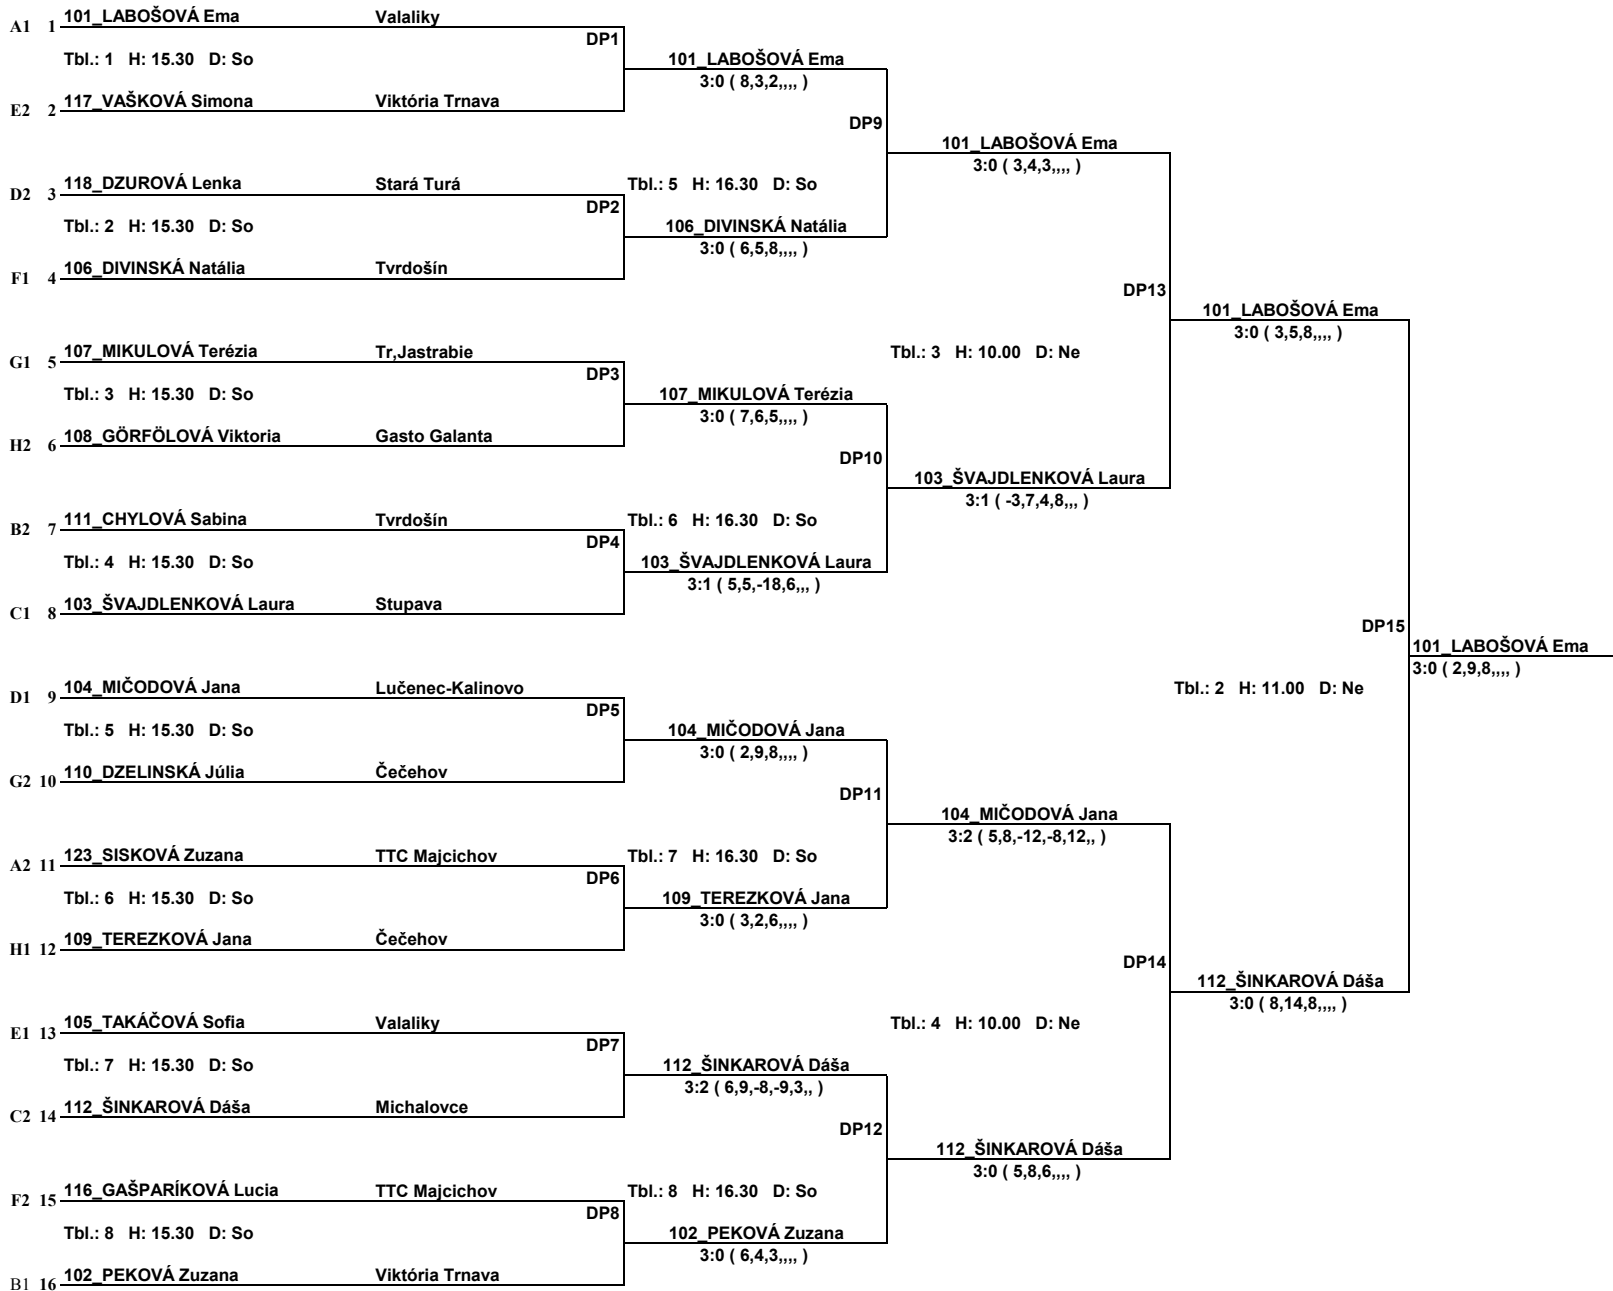 A1 1 101_LABOŠOVÁ Ema Valaliky
DP1
Tbl.: 1 H: 15.30 D: So
101_LABOŠOVÁ Ema
3:0 ( 8,3,2,,,, )
E2 2 117_VAŠKOVÁ Simona Viktória Trnava
DP9
101_LABOŠOVÁ Ema
3:0 ( 3,4,3,,,, )
D2 3 118_DZUROVÁ Lenka Stará Turá
Tbl.: 5 H: 16.30 D: So
DP2
Tbl.: 2 H: 15.30 D: So
106_DIVINSKÁ Natália
3:0 ( 6,5,8,,,, )
F1 4 106_DIVINSKÁ Natália Tvrdošín
DP13
101_LABOŠOVÁ Ema
3:0 ( 3,5,8,,,, )
G1 5 107_MIKULOVÁ Terézia Tr,Jastrabie
Tbl.: 3 H: 10.00 D: Ne
DP3
Tbl.: 3 H: 15.30 D: So
107_MIKULOVÁ Terézia
3:0 ( 7,6,5,,,, )
H2 6 108_GÖRFÖLOVÁ Viktoria Gasto Galanta
DP10
103_ŠVAJDLENKOVÁ Laura
3:1 ( -3,7,4,8,,, )
B2 7 111_CHYLOVÁ Sabina Tvrdošín
Tbl.: 6 H: 16.30 D: So
DP4
Tbl.: 4 H: 15.30 D: So
103_ŠVAJDLENKOVÁ Laura
3:1 ( 5,5,-18,6,,, )
C1 8 103_ŠVAJDLENKOVÁ Laura Stupava
DP15
101_LABOŠOVÁ Ema
3:0 ( 2,9,8,,,, )
D1 9 104_MIČODOVÁ Jana Lučenec-Kalinovo
Tbl.: 2 H: 11.00 D: Ne
DP5
Tbl.: 5 H: 15.30 D: So
104_MIČODOVÁ Jana
3:0 ( 2,9,8,,,, )
G2 10 110_DZELINSKÁ Júlia Čečehov
DP11
104_MIČODOVÁ Jana
3:2 ( 5,8,-12,-8,12,, )
A2 11 123_SISKOVÁ Zuzana TTC Majcichov
Tbl.: 7 H: 16.30 D: So
DP6
Tbl.: 6 H: 15.30 D: So
109_TEREZKOVÁ Jana
3:0 ( 3,2,6,,,, )
H1 12 109_TEREZKOVÁ Jana Čečehov
DP14
112_ŠINKAROVÁ Dáša
3:0 ( 8,14,8,,,, )
E1 13 105_TAKÁČOVÁ Sofia Valaliky
Tbl.: 4 H: 10.00 D: Ne
DP7
Tbl.: 7 H: 15.30 D: So
112_ŠINKAROVÁ Dáša
3:2 ( 6,9,-8,-9,3,, )
C2 14 112_ŠINKAROVÁ Dáša Michalovce
DP12
112_ŠINKAROVÁ Dáša
3:0 ( 5,8,6,,,, )
F2 15 116_GAŠPARÍKOVÁ Lucia TTC Majcichov
Tbl.: 8 H: 16.30 D: So
DP8
Tbl.: 8 H: 15.30 D: So
102_PEKOVÁ Zuzana
3:0 ( 6,4,3,,,, )
B1 16 102_PEKOVÁ Zuzana Viktória Trnava